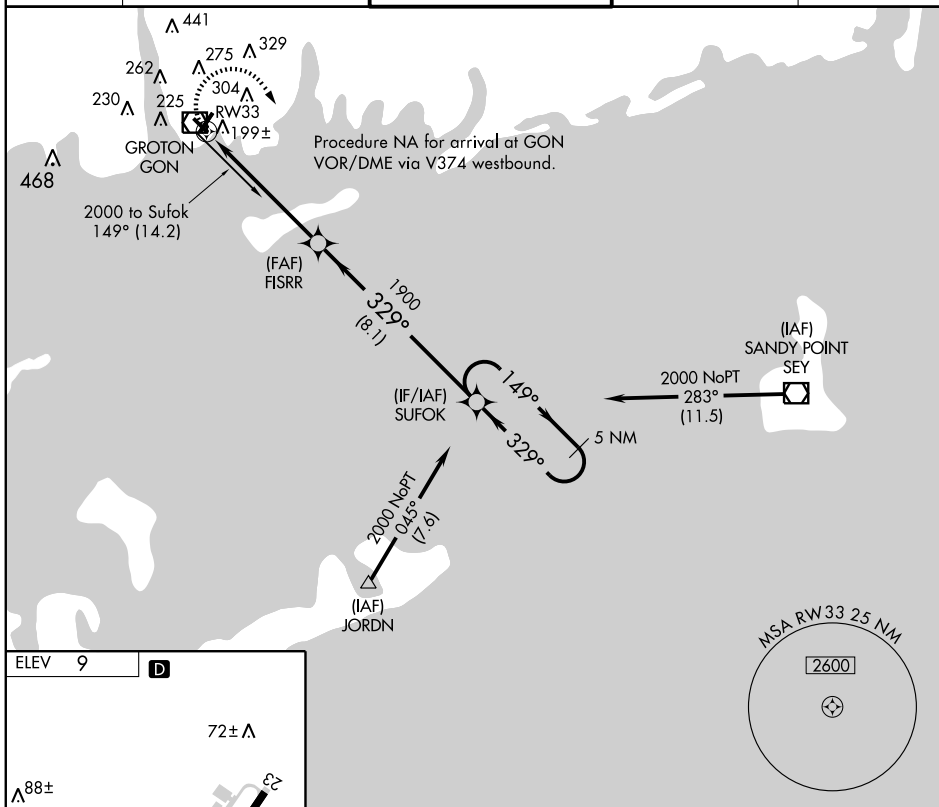 441
329
275
262
304
230
225
RW33
199±
GROTON
GON
468
Procedure NA for arrival at GON
VOR/DME via V374 westbound.
2000 to Sufok
149° (14.2)
(FAF)
FISRR
1900
329°
(8.1)
(IAF)
SANDY POINT
SEY
2000 NoPT
283°
(11.5)
(IF/IAF)
SUFOK
149°
329°
5 NM
2000 NoPT
045°
(7.6)
(IAF)
JORDN
MSA RW33 25 NM
2600
ELEV 9
D
72±
88±
23